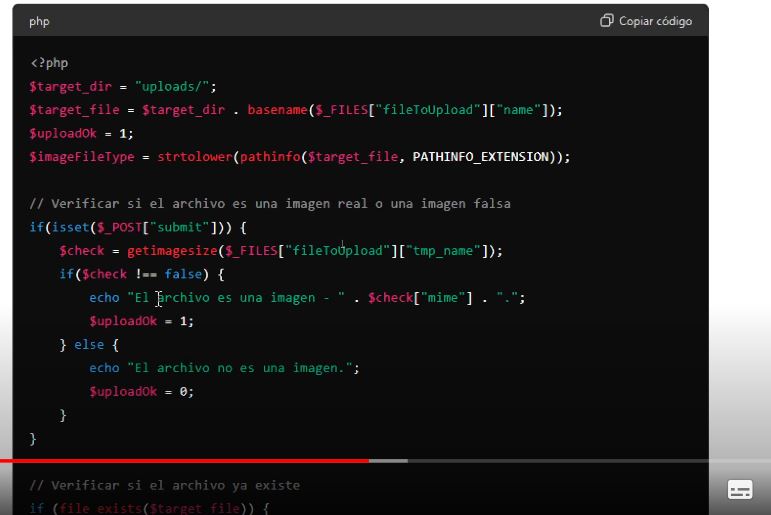 php
Copiar código
<?php
$target_dir = "uploads/";
$target_file = $target_dir . basename($_FILES["fileToUpload"]["name"]);
$uploadOk = 1;
$imageFileType = strtolower(pathinfo($target_file, PATHINFO_EXTENSION));
// Verificar si el archivo es una imagen real o una imagen falsa
if(isset($_POST["submit"])) {
$check = getimagesize($_FILES["fileToUpload"]["tmp_name"]);
if($check !== false) {
echo "El archivo es una imagen - " . $check["mime"] . ".";
$uploadOk = 1;
} else {
echo "El archivo no es una imagen.";
$uploadOk = 0;
}
}
// Verificar si el archivo ya existe
if (file_exists($target_file)) {